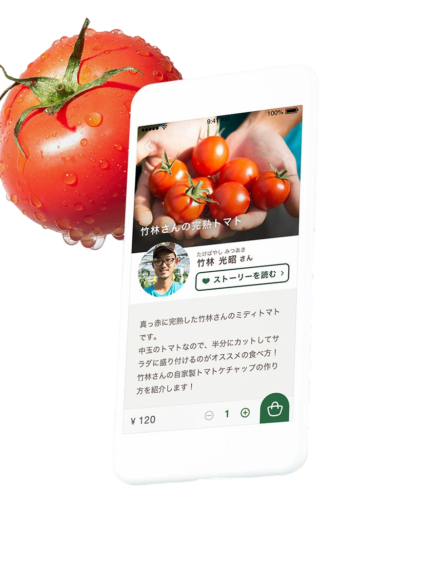 9:41
100%
竹林さんの完熟トマト
たけばやし みつあき
竹林 光昭 さん
ストーリーを読む
真っ赤に完熟した竹林さんのミディトマト
です。
中玉のトマトなので、半分にカットしてサ
ラダに盛り付けるのがオススメの食べ方！
竹林さんの自家製トマトケチャップの作り
方を紹介します！
¥ 120
1